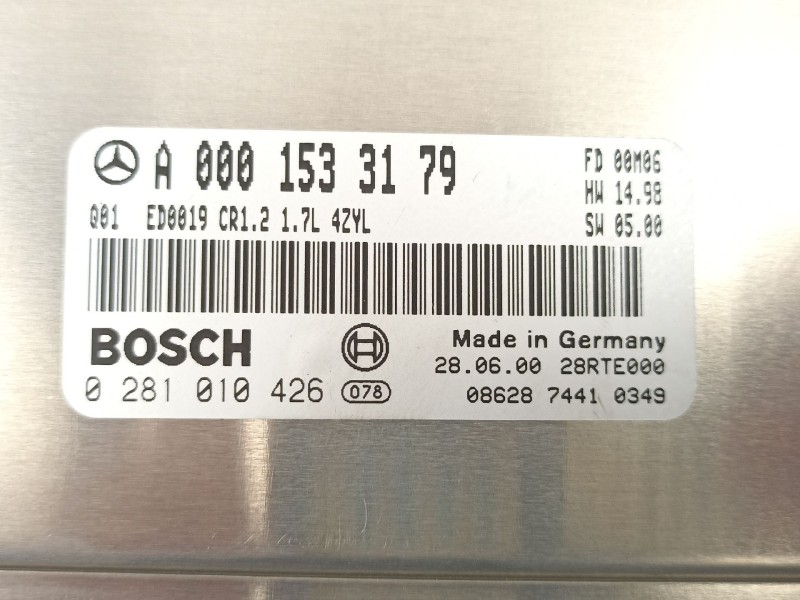 A 000 153 31 79
FD 00M06
HW 14.98
Q01 ED0019 CR1.2 1.7L 4ZYL
SW 05.00
BOSCH
Made in Germany
28.06.00 28RTE000
0 281 010 426 078
08628 7441 0349